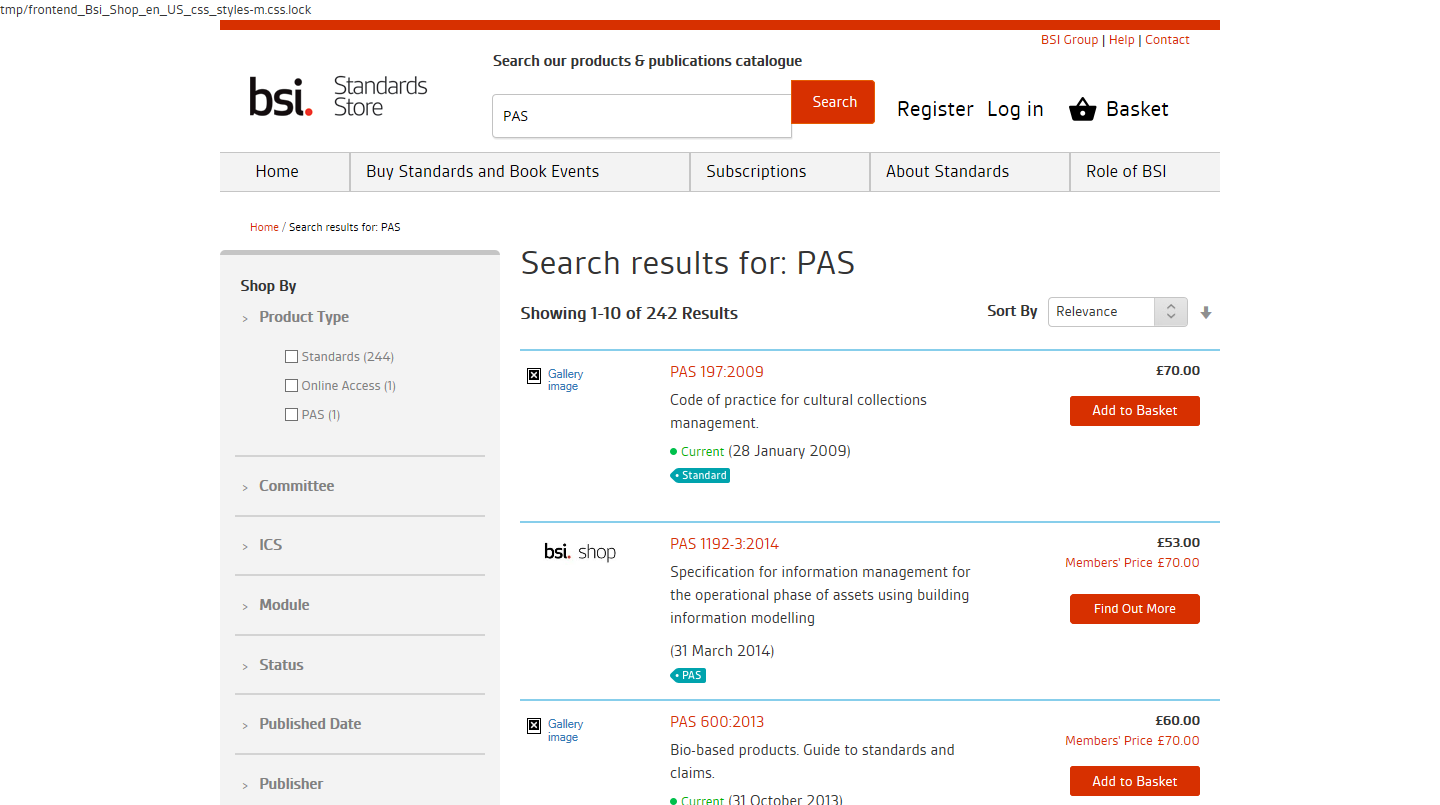 tmp/frontend_Bsi_Shop_en_US_css_styles-m.css.lock
BSI Group | Help | Contact
Search our products & publications catalogue
bsi. Standards Store
PAS
Search
Register Log in Basket
Home
Buy Standards and Book Events
Subscriptions
About Standards
Role of BSI
Home / Search results for: PAS
Shop By
> Product Type
Standards (244)
Online Access (1)
PAS (1)
> Committee
> ICS
> Module
> Status
> Published Date
> Publisher
Search results for: PAS
Showing 1-10 of 242 Results
Sort By Relevance
Gallery
image
PAS 197:2009
£70.00
Code of practice for cultural collections
management.
Add to Basket
Current (28 January 2009)
Standard
bsi. shop
PAS 1192-3:2014
£53.00
Members' Price £70.00
Specification for information management for
the operational phase of assets using building
information modelling
Find Out More
(31 March 2014)
PAS
Gallery
image
PAS 600:2013
£60.00
Members' Price £70.00
Bio-based products. Guide to standards and
claims.
Add to Basket
Current (31 October 2013)